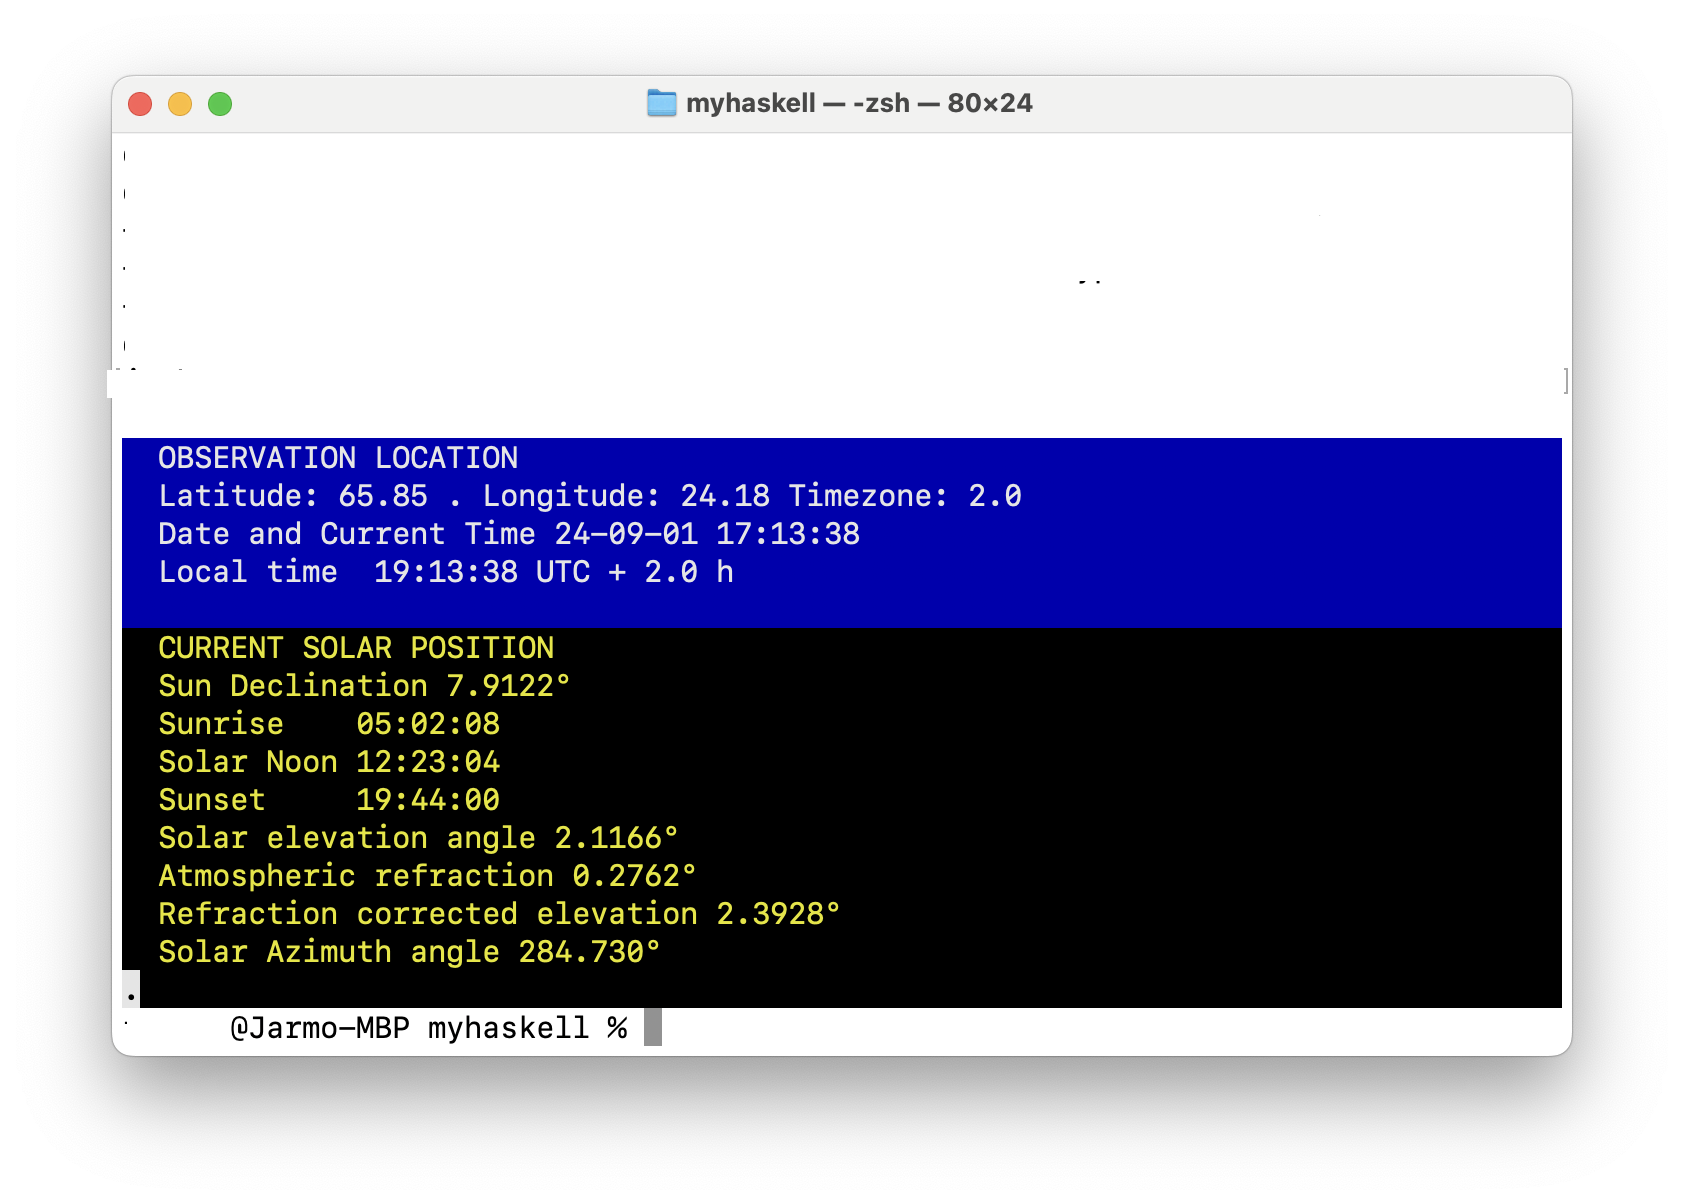 myhaskell — -zsh — 80×24
OBSERVATION LOCATION
Latitude: 65.85 . Longitude: 24.18 Timezone: 2.0
Date and Current Time 24-09-01 17:13:38
Local time  19:13:38 UTC + 2.0 h
CURRENT SOLAR POSITION
Sun Declination 7.9122°
Sunrise    05:02:08
Solar Noon 12:23:04
Sunset     19:44:00
Solar elevation angle 2.1166°
Atmospheric refraction 0.2762°
Refraction corrected elevation 2.3928°
Solar Azimuth angle 284.730°
.
@Jarmo-MBP myhaskell %